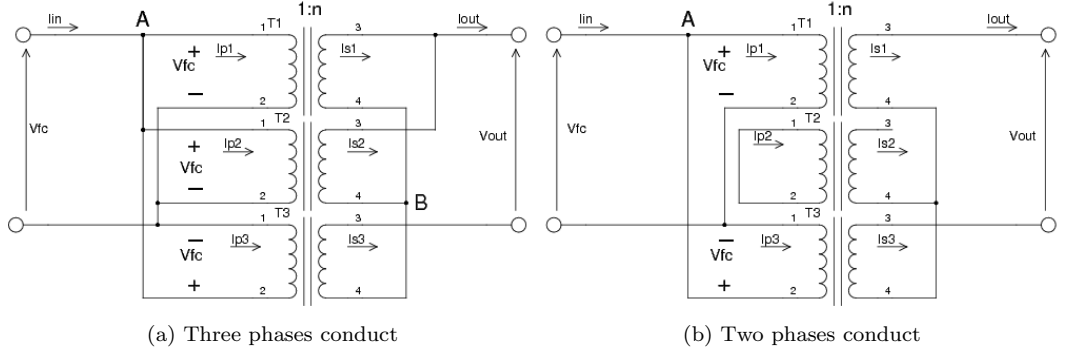 1:n
Iin
A
1
T1
3
Iout
+
Vfc
−
Ip1
Is1
2
4
T2
1
3
Vfc
+
Vfc
−
Ip2
Is2
Vout
2
4
B
T3
1
3
−
Vfc
+
Ip3
Is3
2
4
(a) Three phases conduct
1:n
Iin
A
1
T1
3
Iout
+
Vfc
−
Ip1
Is1
2
4
T2
1
3
Vfc
Ip2
Is2
Vout
2
4
T3
1
3
−
Vfc
+
Ip3
Is3
2
4
(b) Two phases conduct